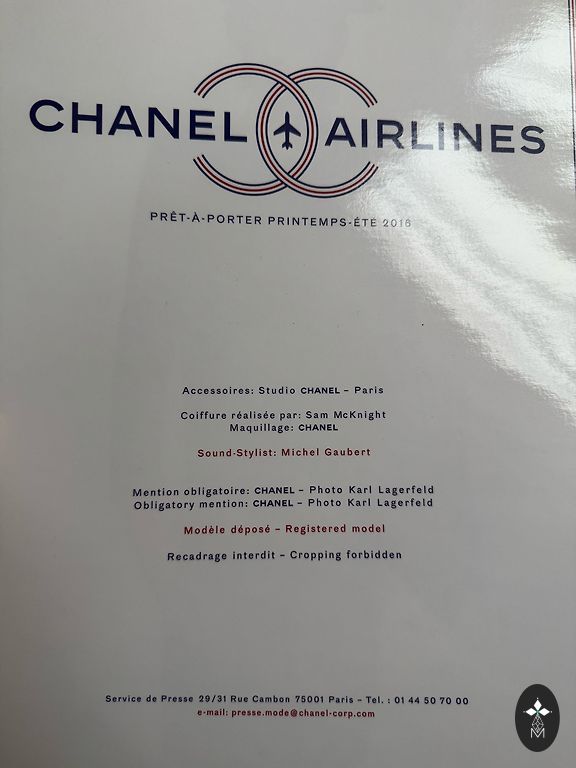 CHANEL AIRLINES
PRÊT-À-PORTER PRINTEMPS-ÉTÉ 2016
Accessoires: Studio CHANEL – Paris
Coiffure réalisée par: Sam McKnight
Maquillage: CHANEL
Sound-Stylist: Michel Gaubert
Mention obligatoire: CHANEL – Photo Karl Lagerfeld
Obligatory mention: CHANEL – Photo Karl Lagerfeld
Modèle déposé – Registered model
Recadrage interdit – Cropping forbidden
Service de Presse 29/31 Rue Cambon 75001 Paris – Tel. : 01 44 50 70 00
e-mail: presse.mode@chanel-corp.com